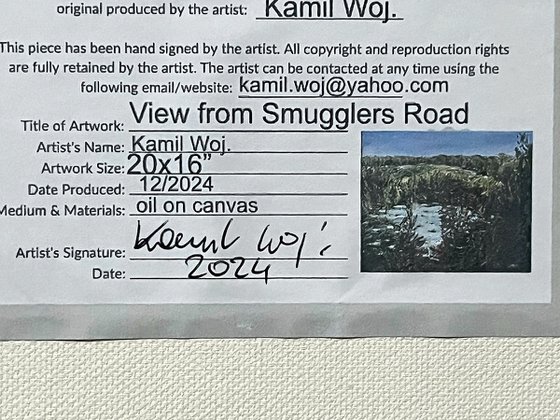 original produced by the artist: Kamil Woj.
This piece has been hand signed by the artist. All copyright and reproduction rights
are fully retained by the artist. The artist can be contacted at any time using the
following email/website: kamil.woj@yahoo.com
Title of Artwork: View from Smugglers Road
Artist's Name: Kamil Woj.
Artwork Size: 20x16”
Date Produced: 12/2024
Medium & Materials: oil on canvas
Artist's Signature: Kamil Woj.
Date: 2024